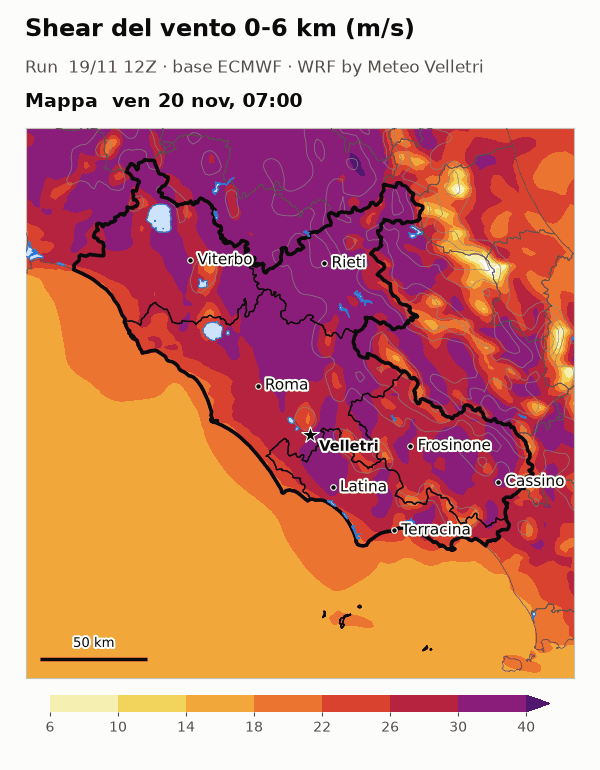 Shear del vento 0-6 km (m/s)
Run  19/11 12Z · base ECMWF · WRF by Meteo Velletri
Mappa  ven 20 nov, 07:00
Viterbo
Rieti
Roma
Velletri
Frosinone
Latina
Cassino
Terracina
50 km
6 10 14 18 22 26 30 40